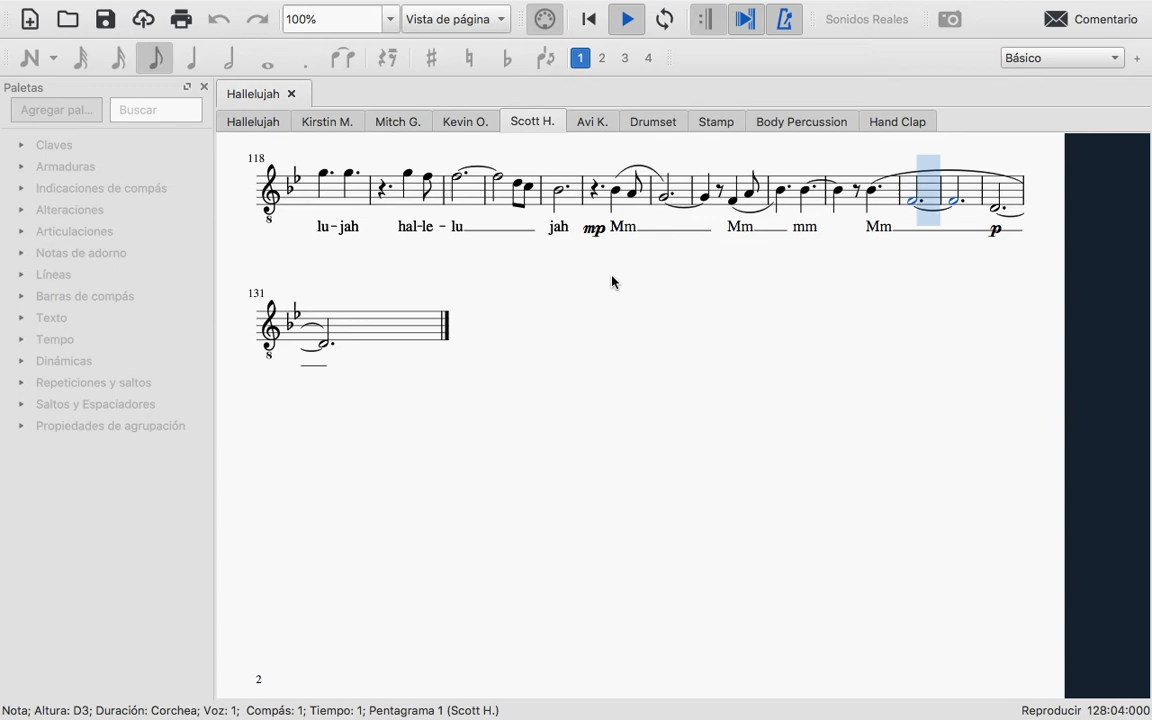 100%
Vista de página
Sonidos Reales
Comentario
1 2 3 4
Básico
+
Paletas
Hellelujah
Agregar pal...
Buscar
Hellelujah
Kirstin M.
Mitch G.
Kevin O.
Scott H.
Avi K.
Drumset
Stamp
Body Percussion
Hand Clap
Claves
Armaduras
Indicaciones de compás
Alteraciones
Articulaciones
Notas de adorno
Líneas
Barras de compás
Texto
Tempo
Dinámicas
Repeticiones y saltos
Saltos y Espaciadores
Propiedades de agrupación
118
8
lu-jah hal-le-lu jah mp Mm Mm mm Mm p
131
8
2
Nota; Altura: D3; Duración: Corchea; Voz: 1; Compás: 1; Tiempo: 1; Pentagrama 1 (Scott H.)
Reproducir 128:04:000